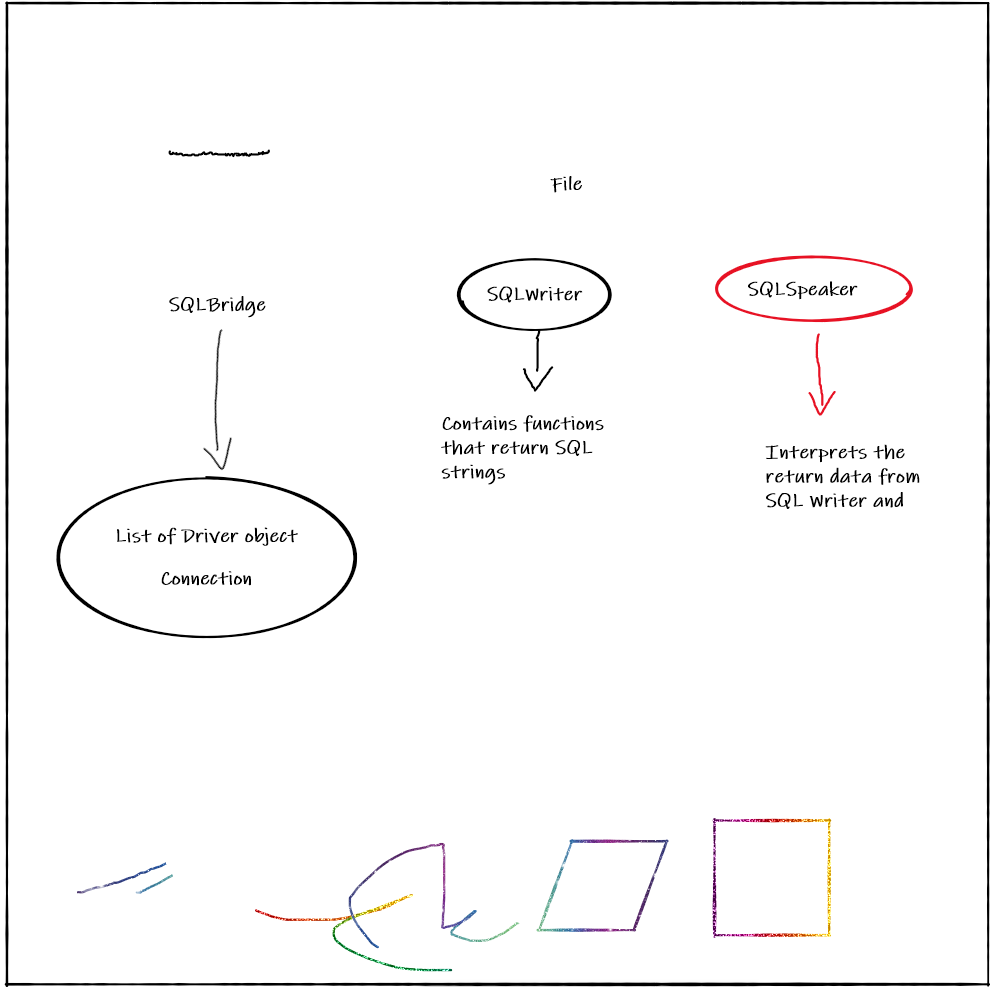 File
SQLBridge
SQLWriter
SQLSpeaker
Contains functions
that return SQL
strings
Interprets the
return data from
SQL Writer and
List of Driver object
Connection